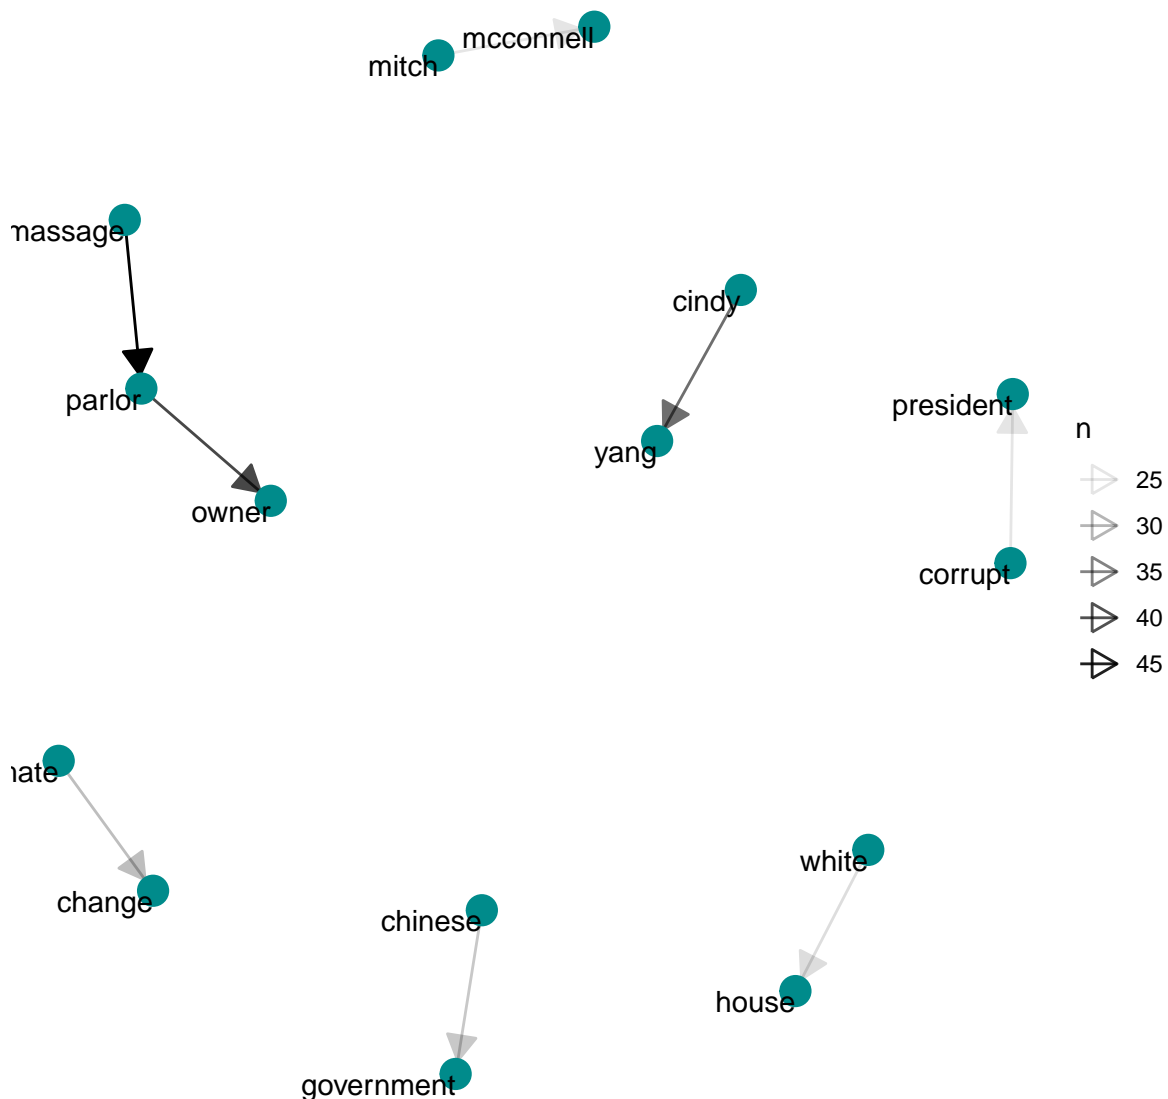 mcconnell
mitch
massage
cindy
parlor
president
yang
owner
corrupt
n
25
30
35
40
45
change
white
chinese
house
government